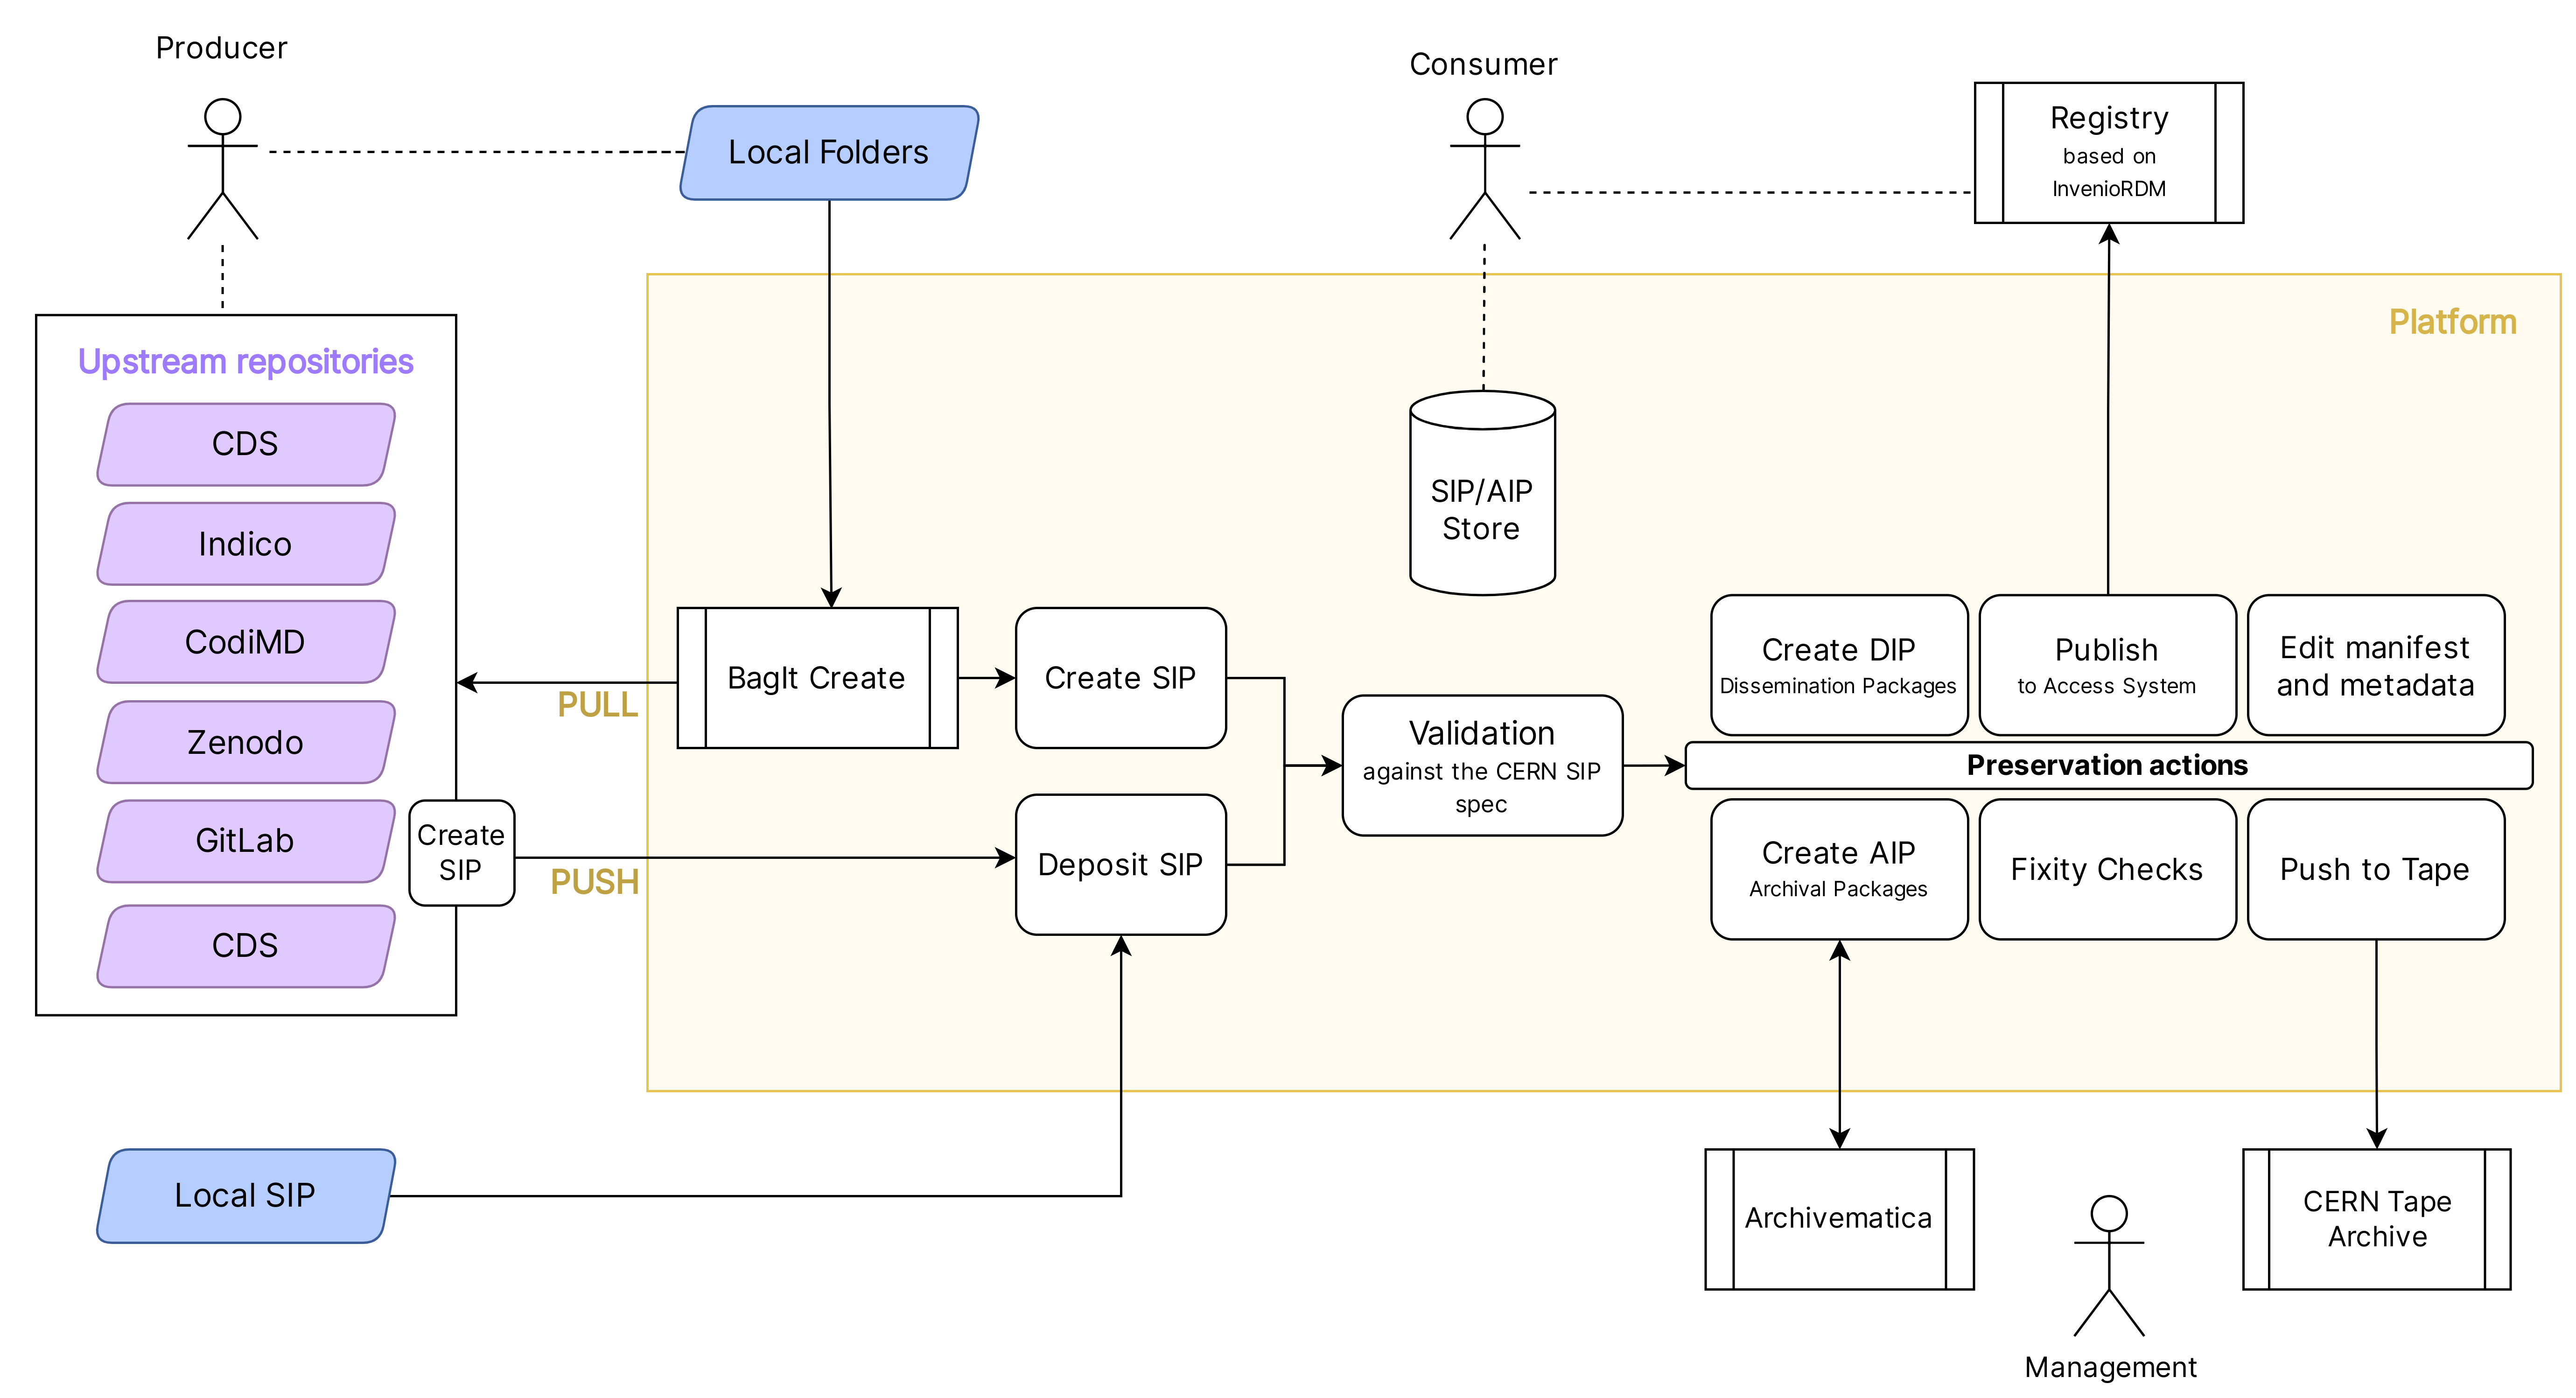 Producer
Consumer
Local Folders
Registry
based on
InvenioRDM
Platform
Upstream repositories
CDS
Indico
CodiMD
Zenodo
GitLab
CDS
Create
SIP
PULL
PUSH
BagIt Create
Create SIP
Deposit SIP
SIP/AIP
Store
Validation
against the CERN SIP
spec
Create DIP
Dissemination Packages
Publish
to Access System
Edit manifest
and metadata
Preservation actions
Create AIP
Archival Packages
Fixity Checks
Push to Tape
Local SIP
Archivematica
CERN Tape
Archive
Management